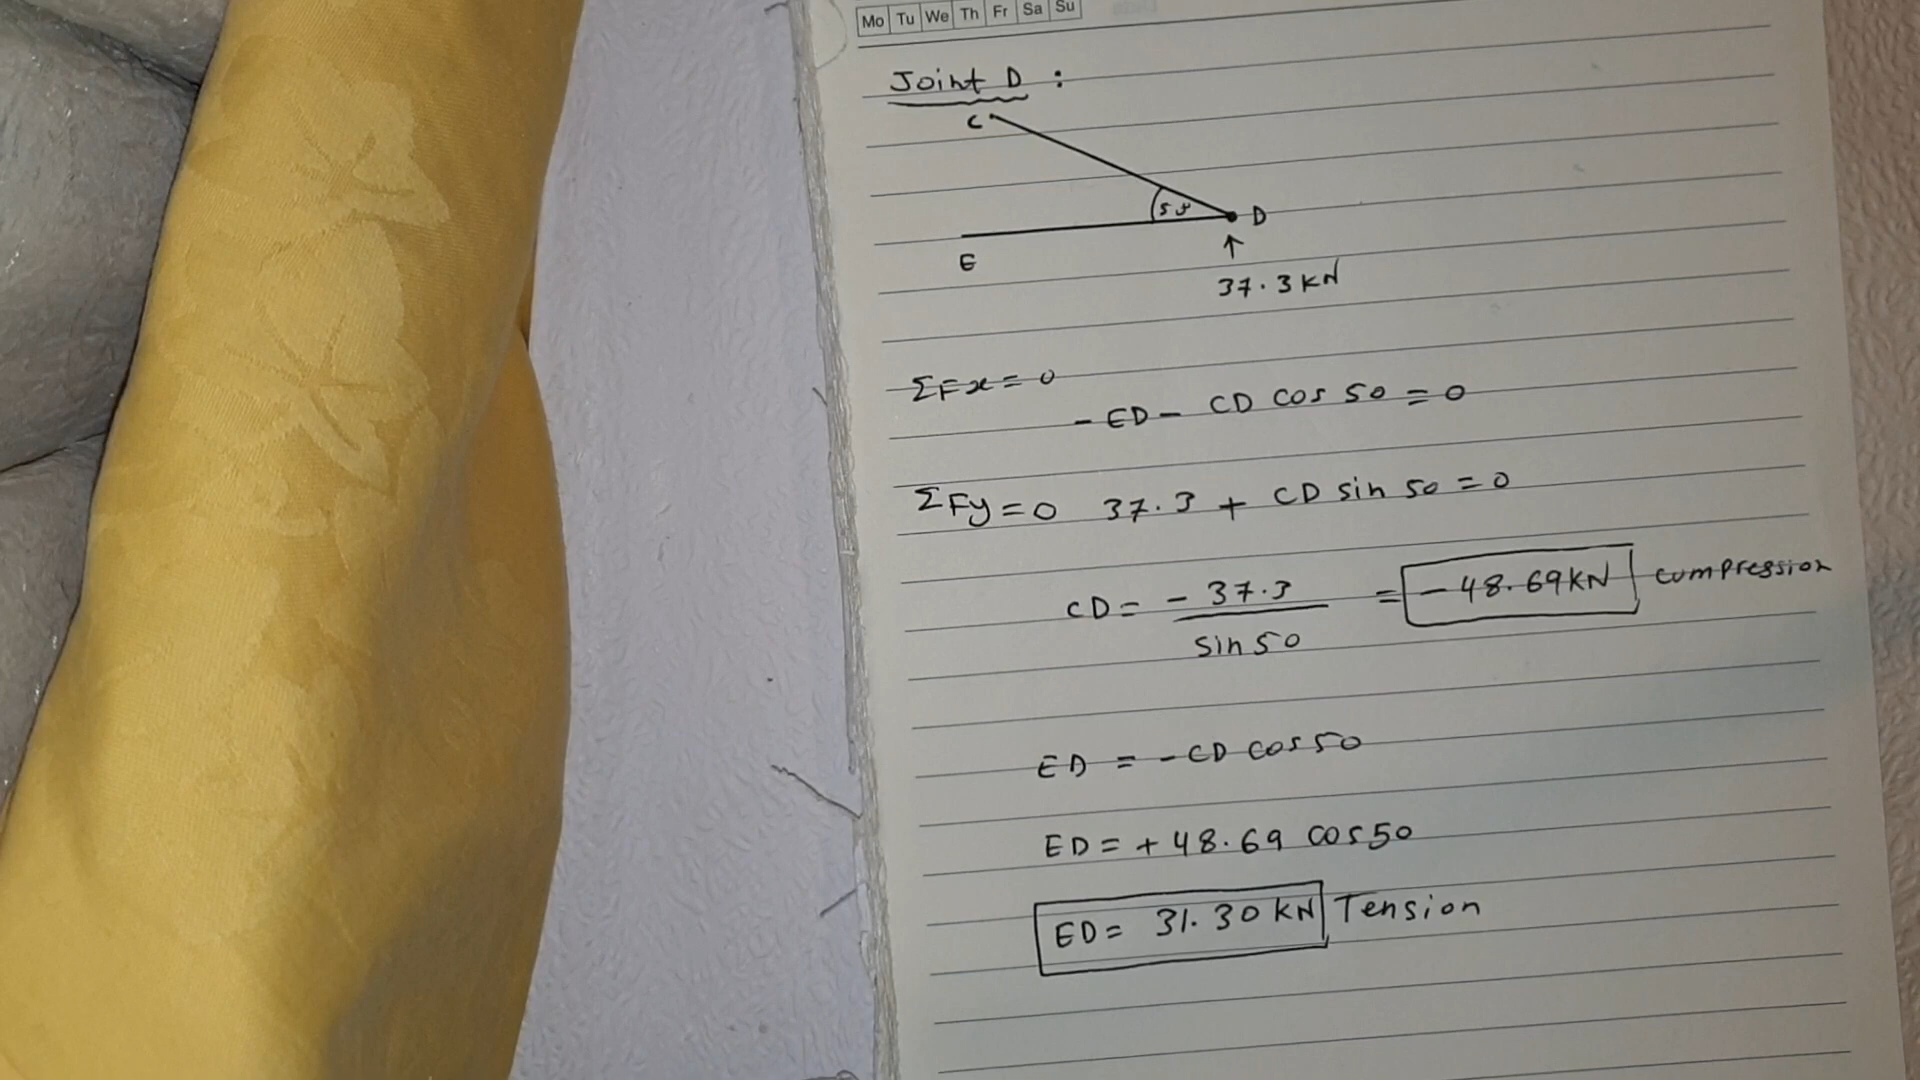 Mo Tu We Th Fr Sa Su
Joint D :
C
50
D
E
↑
37.3 KN
ΣFx = 0
- ED - CD cos 50 = 0
ΣFy = 0 37.3 + CD sin 50 = 0
CD = - 37.3 / sin 50 = - 48.69 KN compression
ED = - CD cos 50
ED = + 48.69 cos 50
ED = 31.30 KN Tension